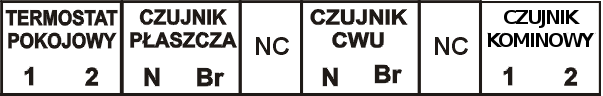 TERMOSTAT
POKOJOWY
1 2
CZUJNIK
PŁASZCZA
N Br
NC
CZUJNIK
CWU
N Br
NC
CZUJNIK
KOMINOWY
1 2